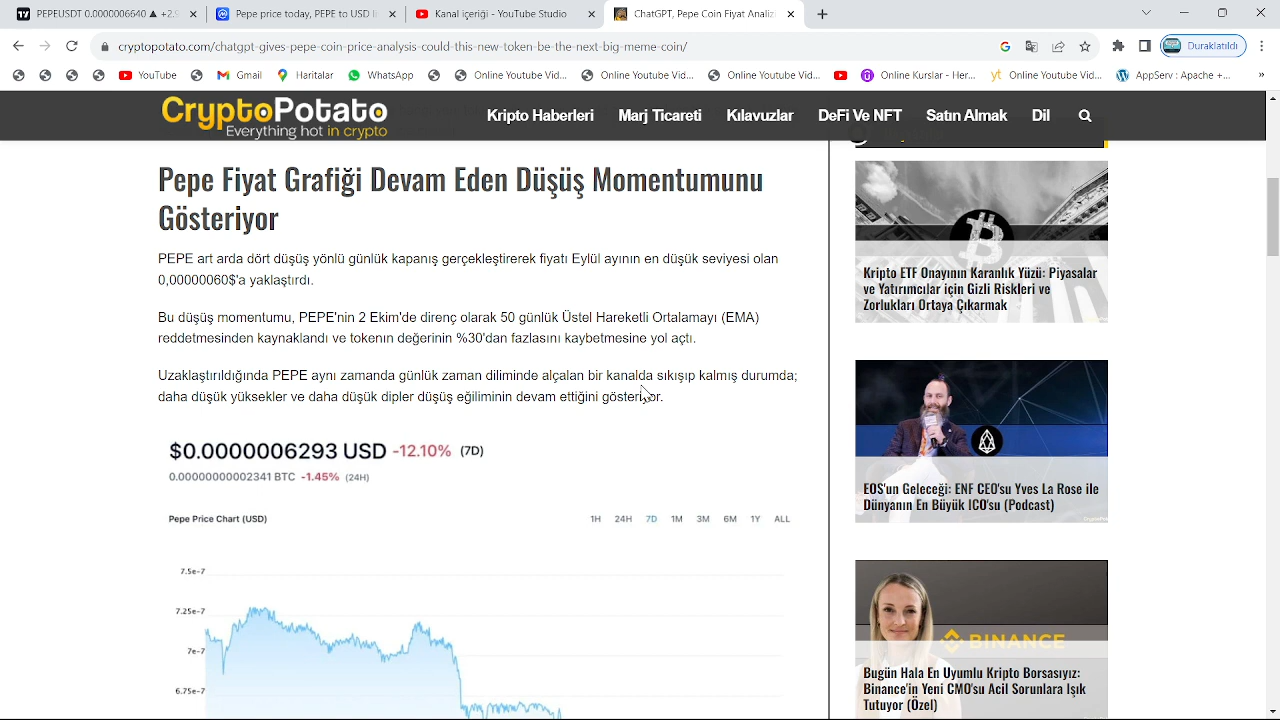 PEPEUSDT 0.0000006640 ▲ +2.9
Pepe fiyatı bugün, PEPE - USD
Kanal içeriği - YouTube Studio
ChatGPT, Pepe Coin Fiyat Analizi
cryptopotato.com/chatgpt-gives-pepe-coin-price-analysis-could-this-new-token-be-the-next-big-meme-coin/
Duraklatıldı
YouTube
Gmail
Haritalar
WhatsApp
Online Youtube Vid...
Online Youtube Vid...
Online Youtube Vid...
Online Kurslar - Her...
yt Online Youtube Vid...
AppServ : Apache +...
CryptoPotato
Everything hot in crypto
Kripto Haberleri
Marj Ticareti
Kılavuzlar
DeFi Ve NFT
Satın Almak
Dil
Pepe Fiyat Grafiği Devam Eden Düşüş Momentumunu
Gösteriyor
PEPE art arda dört düşüş yönlü günlük kapanış gerçekleştirerek fiyatı Eylül ayının en düşük seviyesi olan
0,00000060$'a yaklaştırdı.
Bu düşüş momentumu, PEPE'nin 2 Ekim'de direnç olarak 50 günlük Üstel Hareketli Ortalamayı (EMA)
reddetmesinden kaynaklandı ve tokenın değerinin %30'dan fazlasını kaybetmesine yol açtı.
Uzaklaştırıldığında PEPE aynı zamanda günlük zaman diliminde alçalan bir kanalda sıkışıp kalmış durumda;
daha düşük yüksekler ve daha düşük dipler düşüş eğiliminin devam ettiğini gösteriyor.
$0.0000006293 USD -12.10% (7D)
0.00000000002341 BTC -1.45% (24H)
Pepe Price Chart (USD)
1H 24H 7D 1M 3M 6M 1Y ALL
7.5e-7
7.25e-7
7e-7
6.75e-7
Kripto ETF Onayının Karanlık Yüzü: Piyasalar
ve Yatırımcılar için Gizli Riskleri ve
Zorlukları Ortaya Çıkarmak
EOS'un Geleceği: ENF CEO'su Yves La Rose ile
Dünyanın En Büyük ICO'su (Podcast)
BINANCE
Bugün Hala En Uyumlu Kripto Borsasıyız:
Binance'in Yeni CMO'su Acil Sorunlara Işık
Tutuyor (Özel)